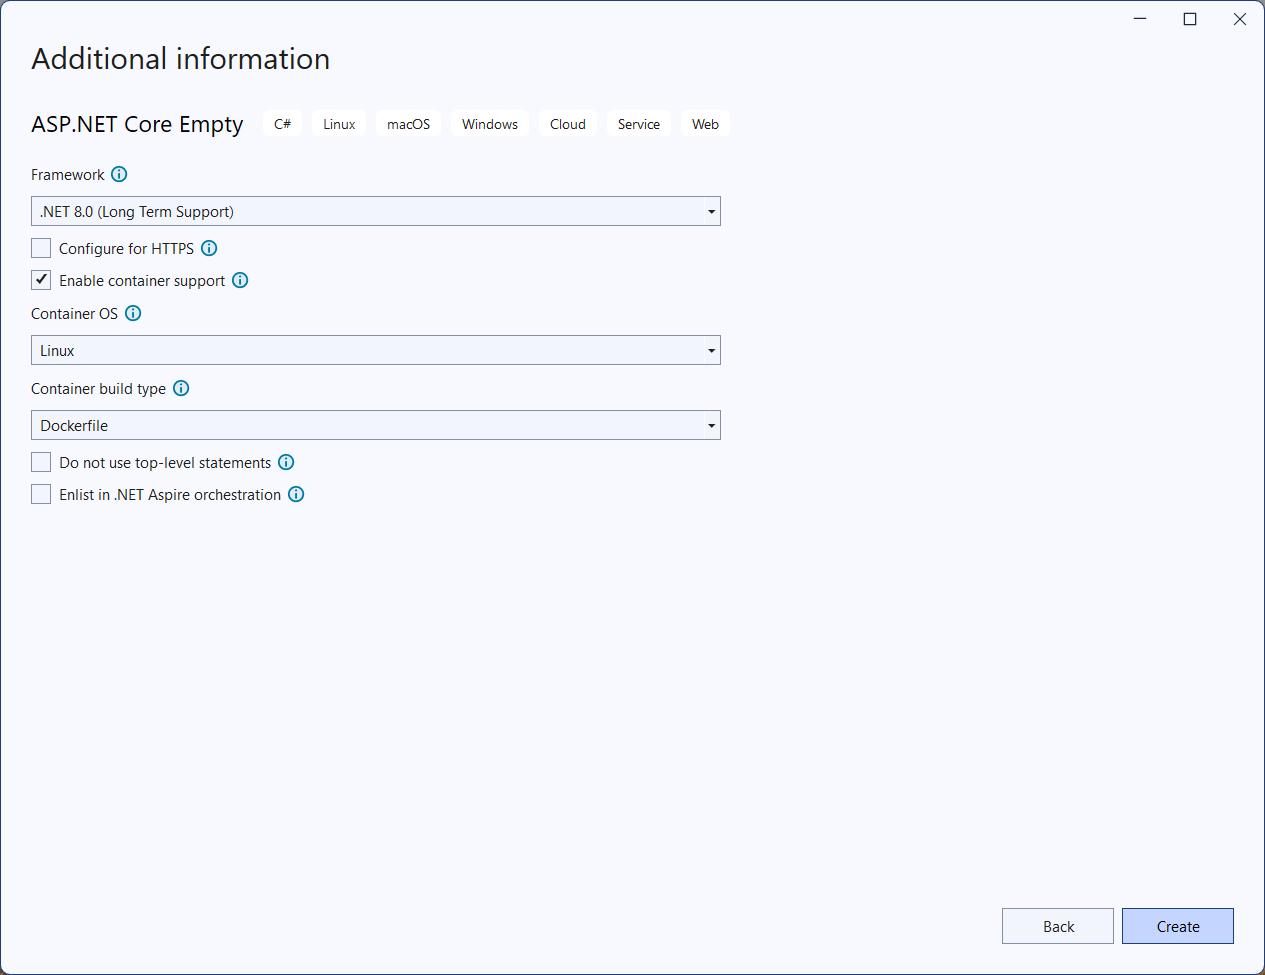 Additional information
ASP.NET Core Empty C# Linux macOS Windows Cloud Service Web
Framework
.NET 8.0 (Long Term Support)
Configure for HTTPS
Enable container support
Container OS
Linux
Container build type
Dockerfile
Do not use top-level statements
Enlist in .NET Aspire orchestration
Back Create